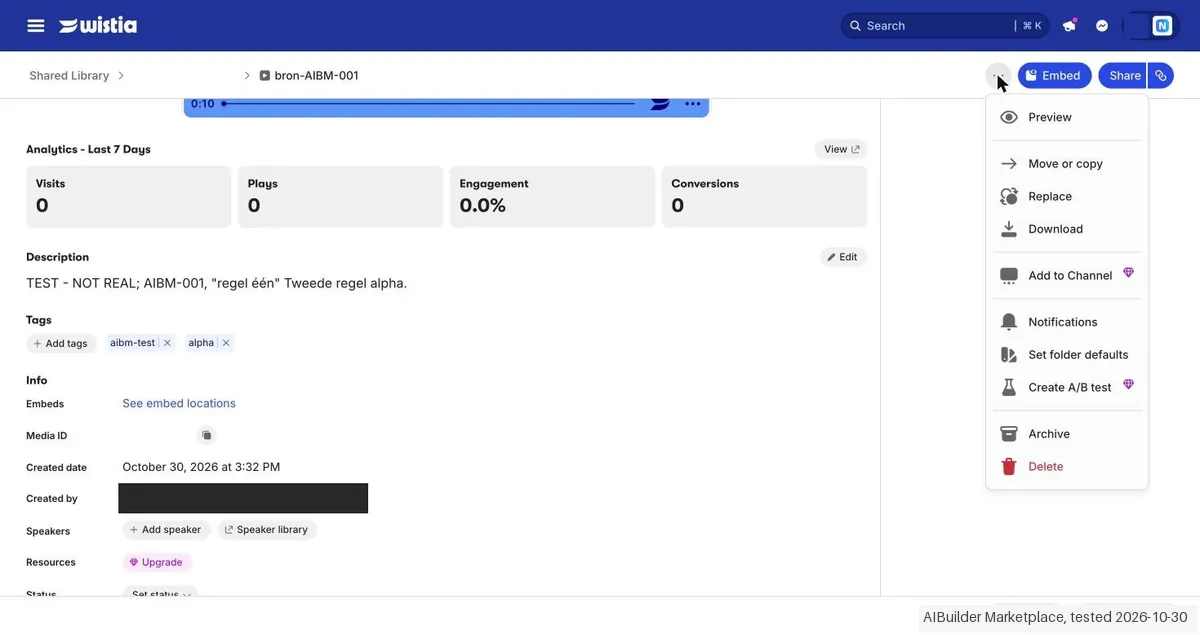 wistia
Search | ⌘ K
N
Shared Library > > bron-AIBM-001
... Embed Share
0:10
Preview
Analytics - Last 7 Days View
Move or copy
Visits Plays Engagement Conversions
0 0 0.0% 0
Replace
Download
Description Edit
TEST - NOT REAL; AIBM-001, "regel één" Tweede regel alpha.
Add to Channel
Tags
+ Add tags aibm-test × alpha ×
Notifications
Set folder defaults
Create A/B test
Info
Embeds See embed locations
Media ID
Archive
Created date October 30, 2026 at 3:32 PM
Delete
Created by
Speakers + Add speaker Speaker library
Resources Upgrade
Status Set status
AIBuilder Marketplace, tested 2026-10-30